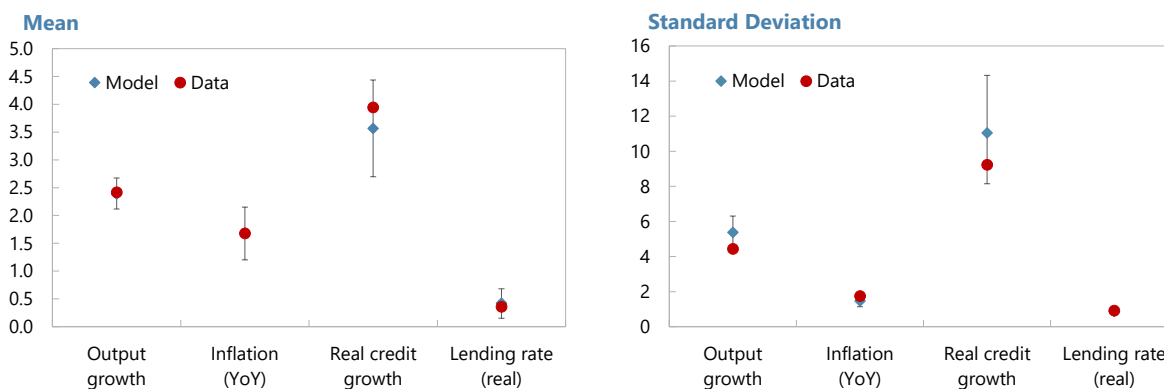 Mean
5.0
4.5
4.0
3.5
3.0
2.5
2.0
1.5
1.0
0.5
0.0
Model Data
Output growth
Inflation (YoY)
Real credit growth
Lending rate (real)
Standard Deviation
16
14
12
10
8
6
4
2
0
Model Data
Output growth
Inflation (YoY)
Real credit growth
Lending rate (real)